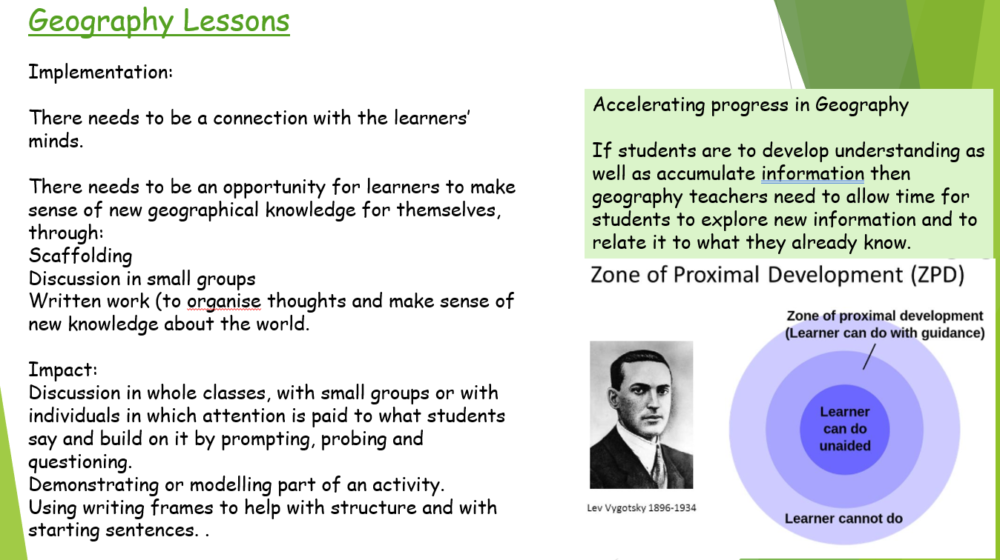 Geography Lessons
Implementation:
There needs to be a connection with the learners'
minds.
There needs to be an opportunity for learners to make
sense of new geographical knowledge for themselves,
through:
Scaffolding
Discussion in small groups
Written work (to organise thoughts and make sense of
new knowledge about the world.
Impact:
Discussion in whole classes, with small groups or with
individuals in which attention is paid to what students
say and build on it by prompting, probing and
questioning.
Demonstrating or modelling part of an activity.
Using writing frames to help with structure and with
starting sentences. .
Accelerating progress in Geography
If students are to develop understanding as
well as accumulate information then
geography teachers need to allow time for
students to explore new information and to
relate it to what they already know.
Zone of Proximal Development (ZPD)
Zone of proximal development
(Learner can do with guidance)
Learner
can do
unaided
Learner cannot do
Lev Vygotsky 1896-1934